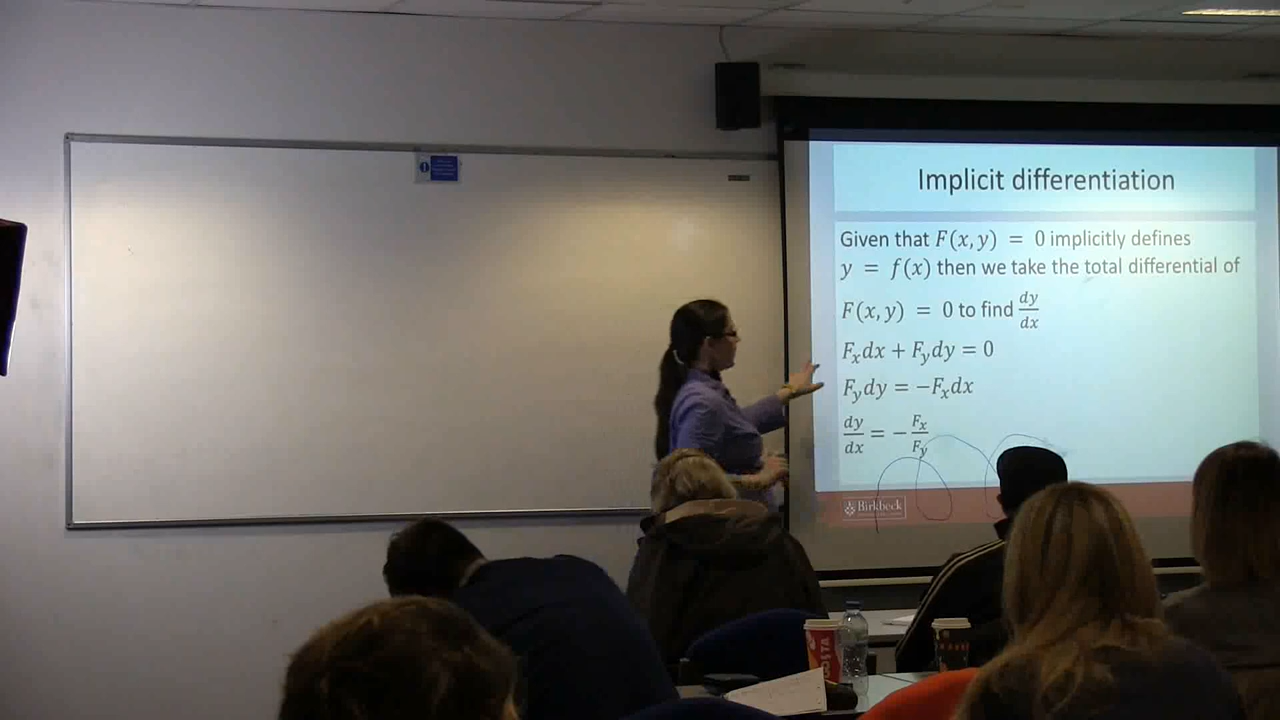 Implicit differentiation
Given that F(x, y) = 0 implicitly defines
y = f(x) then we take the total differential of
F(x, y) = 0 to find dy/dx
F_x dx + F_y dy = 0
F_y dy = −F_x dx
dy/dx = − F_x/F_y
Birkbeck
COSTA